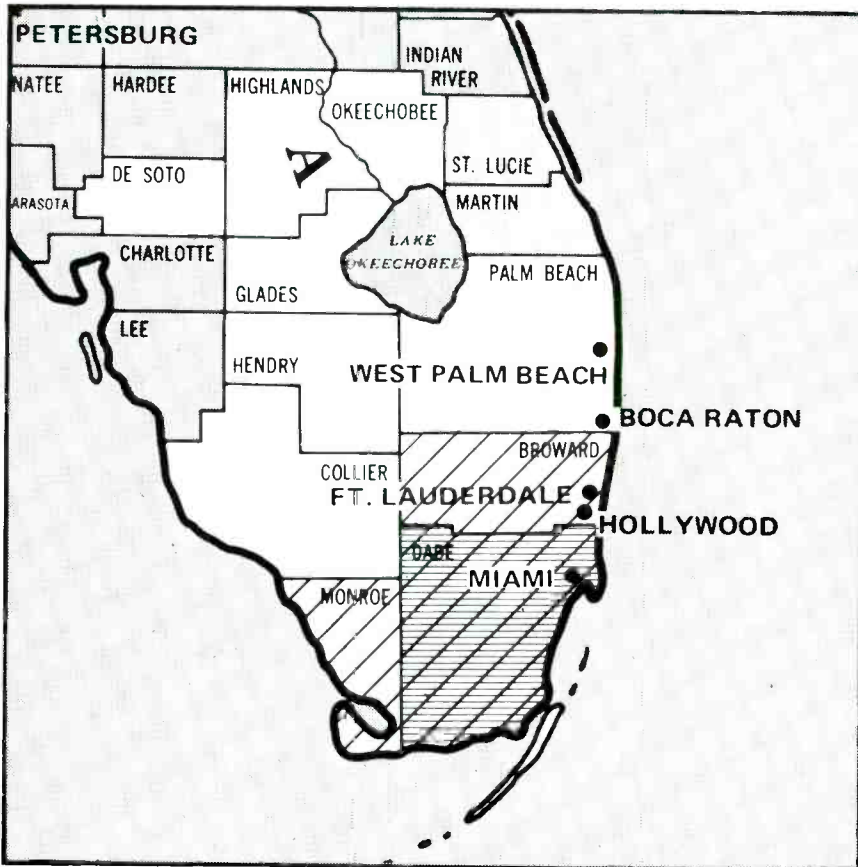 PETERSBURG
INDIAN
RIVER
NATEE
HARDEE
HIGHLANDS
OKEECHOBEE
DE SOTO
A
ST. LUCIE
ARASOTA
MARTIN
CHARLOTTE
LAKE
OKEECHOBEE
PALM BEACH
GLADES
LEE
HENDRY
WEST PALM BEACH
BOCA RATON
BROWARD
COLLIER
FT. LAUDERDALE
HOLLYWOOD
DADE
MIAMI
MONROE